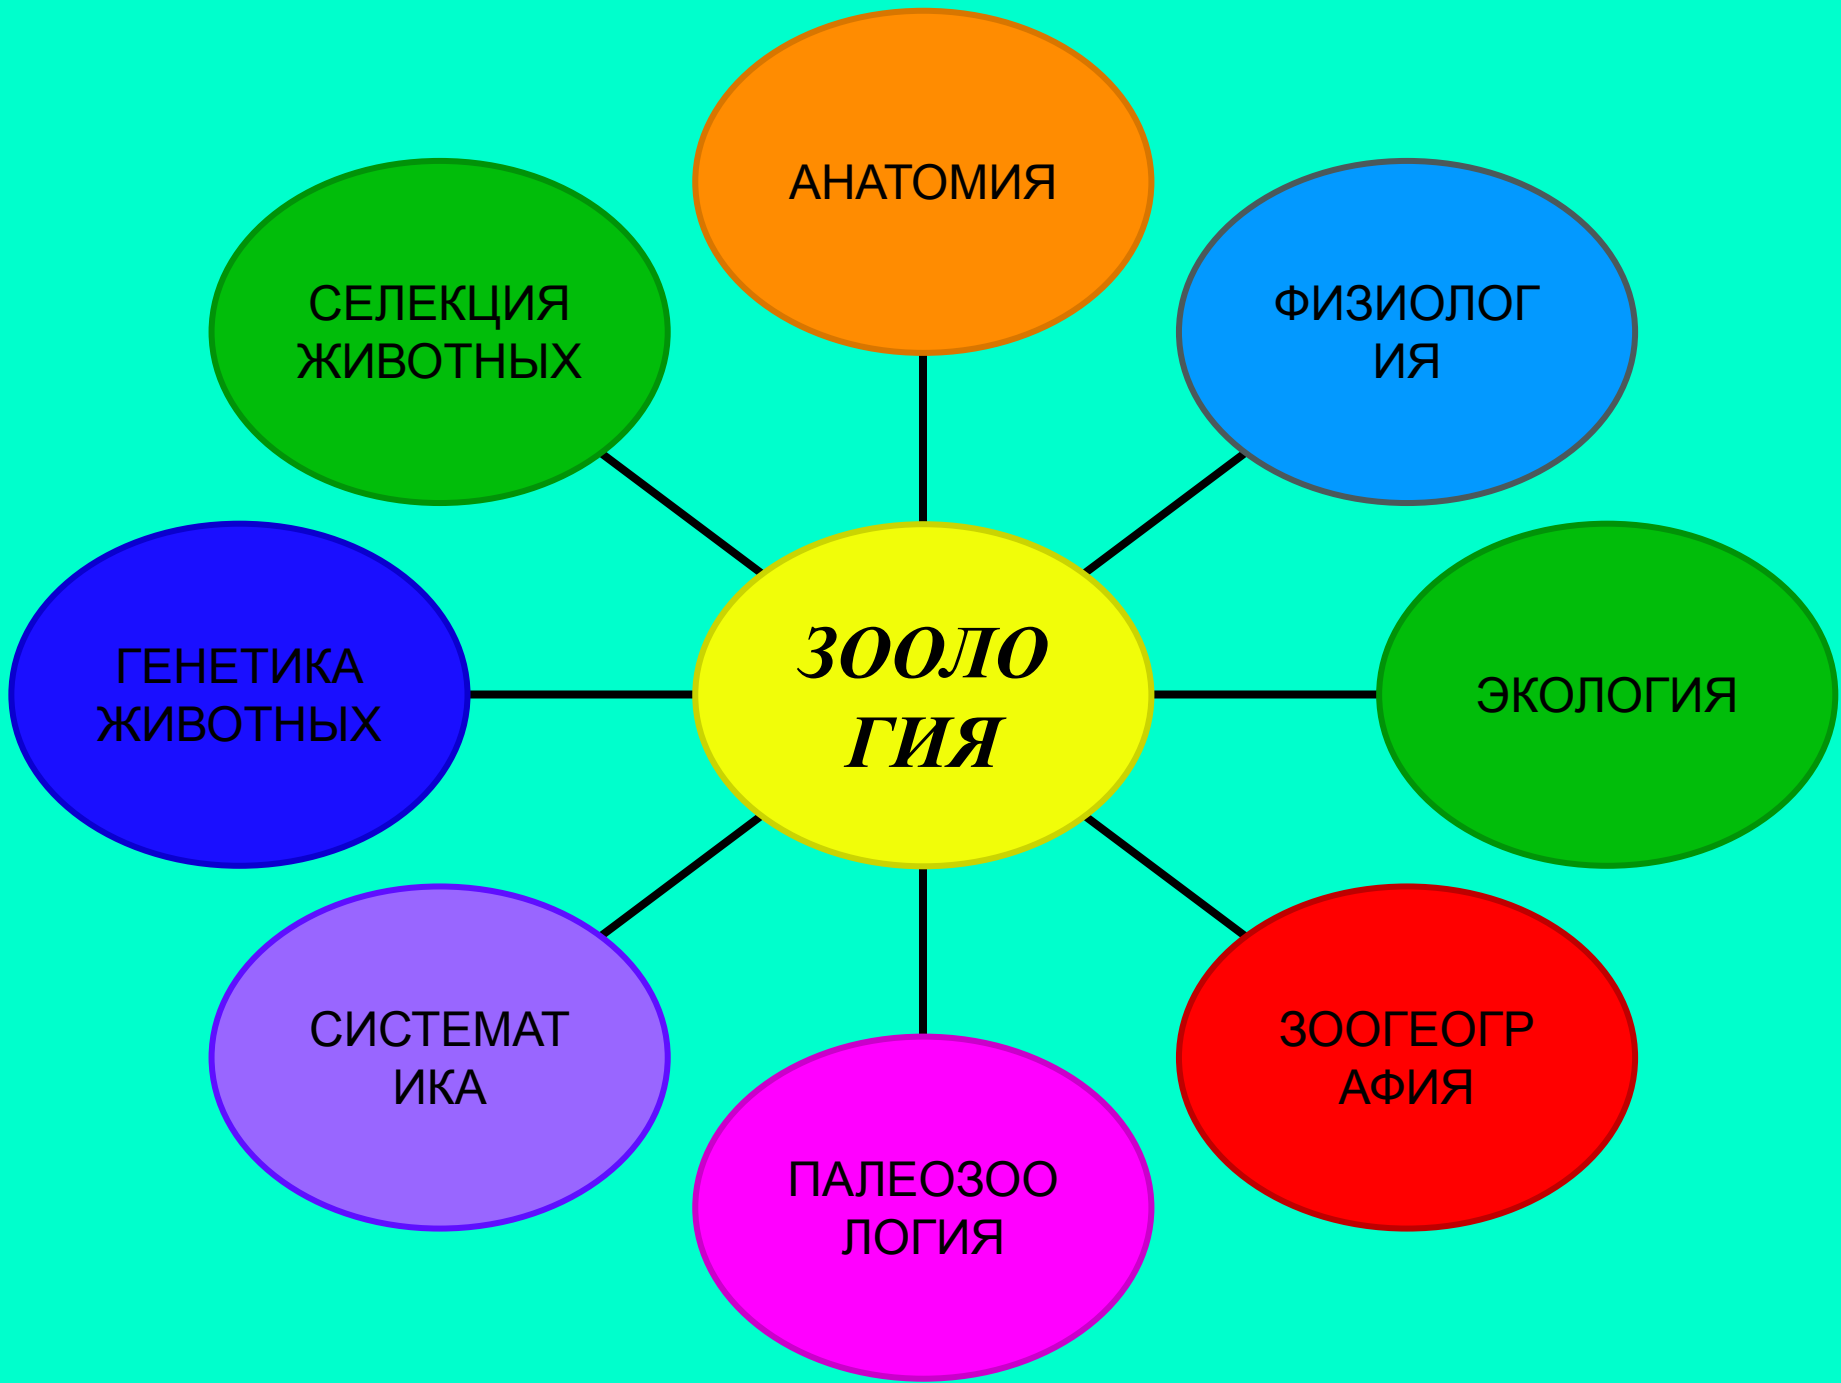 АНАТОМИЯ
СЕЛЕКЦИЯ
ЖИВОТНЫХ
ФИЗИОЛОГ
ИЯ
ГЕНЕТИКА
ЖИВОТНЫХ
ЗООЛО
ГИЯ
ЭКОЛОГИЯ
СИСТЕМАТ
ИКА
ЗООГЕОГР
АФИЯ
ПАЛЕОЗОО
ЛОГИЯ